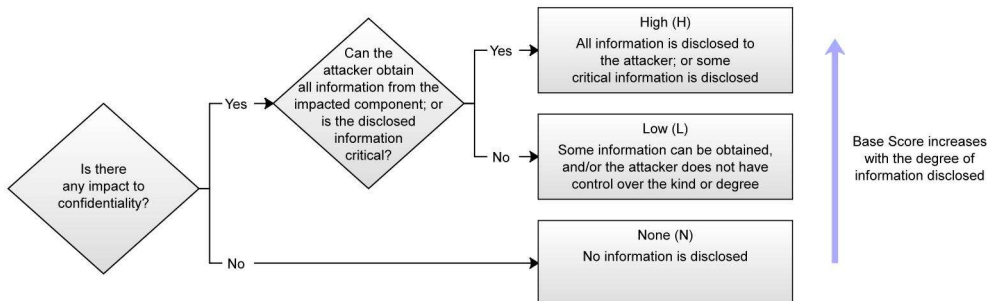 Is there
any impact to
confidentiality?
Yes
No
Can the
attacker obtain
all information from the
impacted component; or
is the disclosed
information
critical?
Yes
No
High (H)
All information is disclosed to
the attacker; or some
critical information is disclosed
Low (L)
Some information can be obtained,
and/or the attacker does not have
control over the kind or degree
None (N)
No information is disclosed
Base Score increases
with the degree of
information disclosed